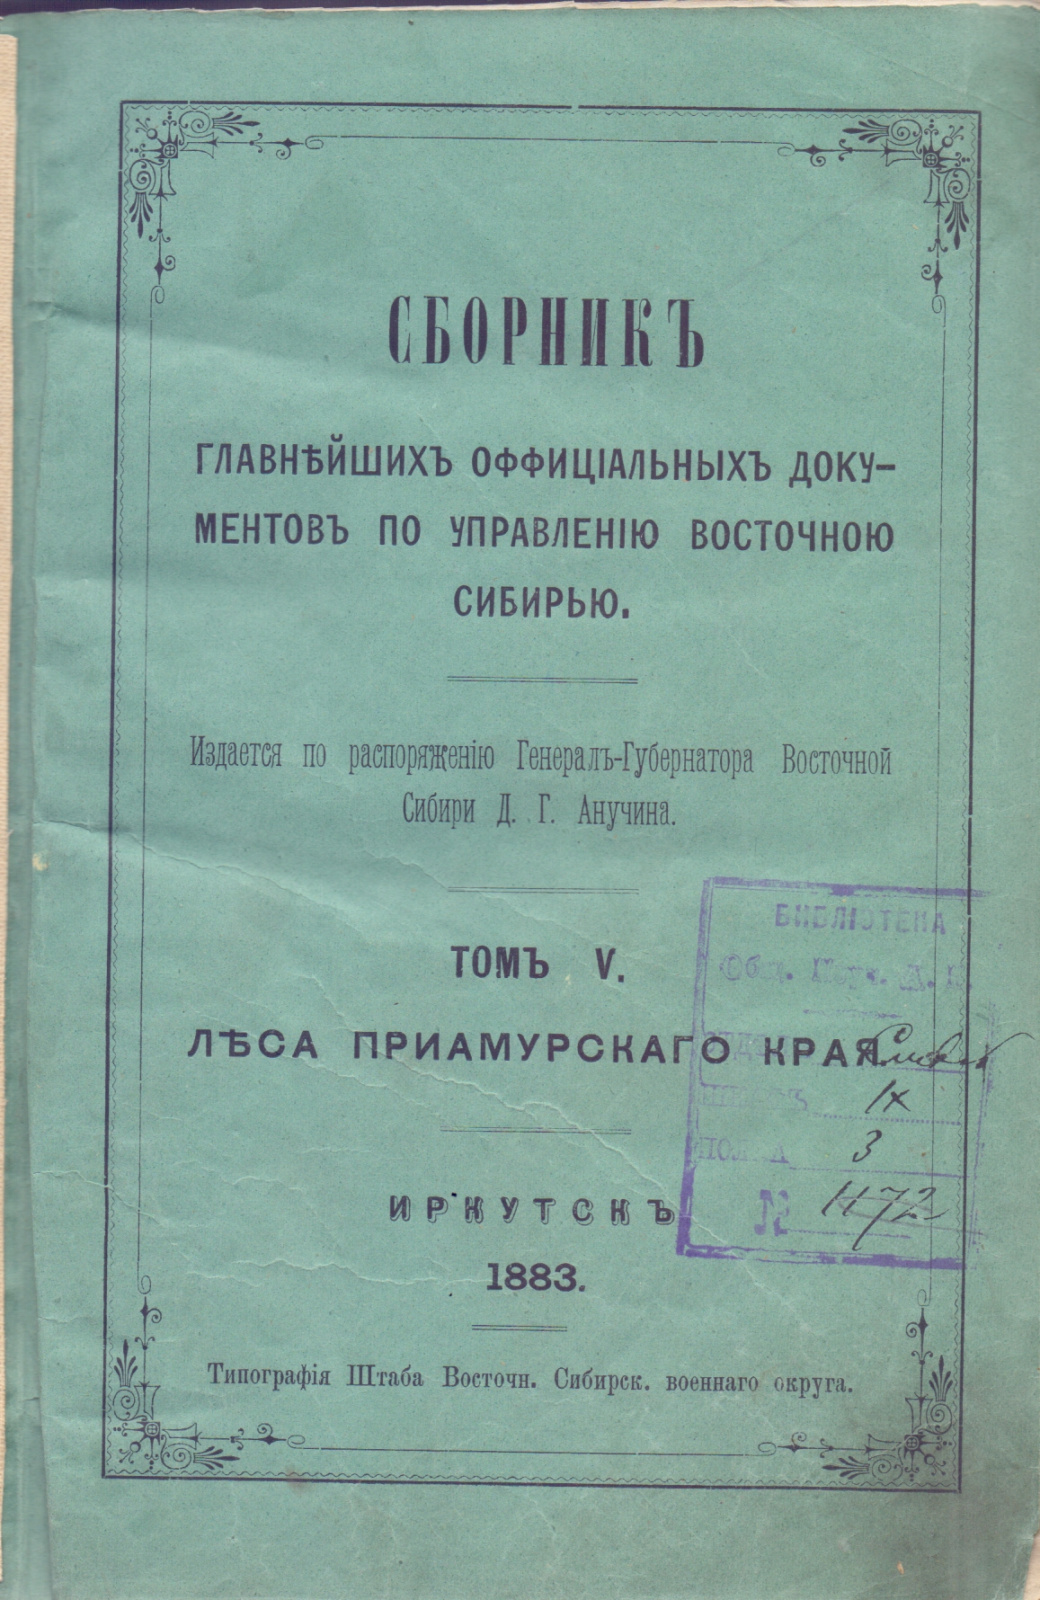 СБОРНИКЪ
ГЛАВНѢЙШИХЪ ОФФИЦІАЛЬНЫХЪ ДОКУ-
МЕНТОВЪ ПО УПРАВЛЕНІЮ ВОСТОЧНОЮ
СИБИРЬЮ.
Издается по распоряженію Генералъ-Губернатора Восточной
Сибири Д. Г. Анучина.
БИБЛІОТЕКА
ТОМЪ V.
ЛѢСА ПРИАМУРСКАГО КРАЯ
IX
3
ИРКУТСКЪ
№ 1172
1883.
Типографія Штаба Восточн. Сибирск. военнаго округа.